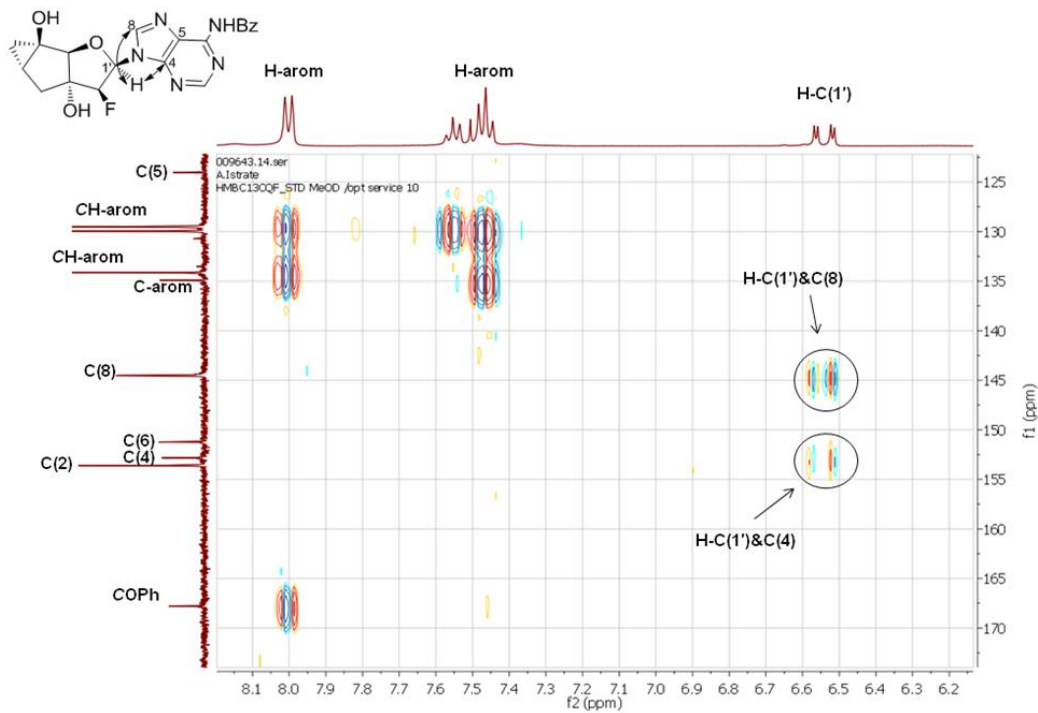 OH
8
N
5
NHBz
O
N
1'
4
N
H
N
OH
F
H-arom
H-arom
H-C(1')
009643.14.ser
A.Istrate
HMBC13CQF_STD MeOD /opt service 10
C(5)
CH-arom
CH-arom
C-arom
C(8)
C(6)
C(4)
C(2)
COPh
H-C(1')&C(8)
H-C(1')&C(4)
125
130
135
140
145
150
155
160
165
170
f1 (ppm)
8.1 8.0 7.9 7.8 7.7 7.6 7.5 7.4 7.3 7.2 7.1 7.0 6.9 6.8 6.7 6.6 6.5 6.4 6.3 6.2
f2 (ppm)